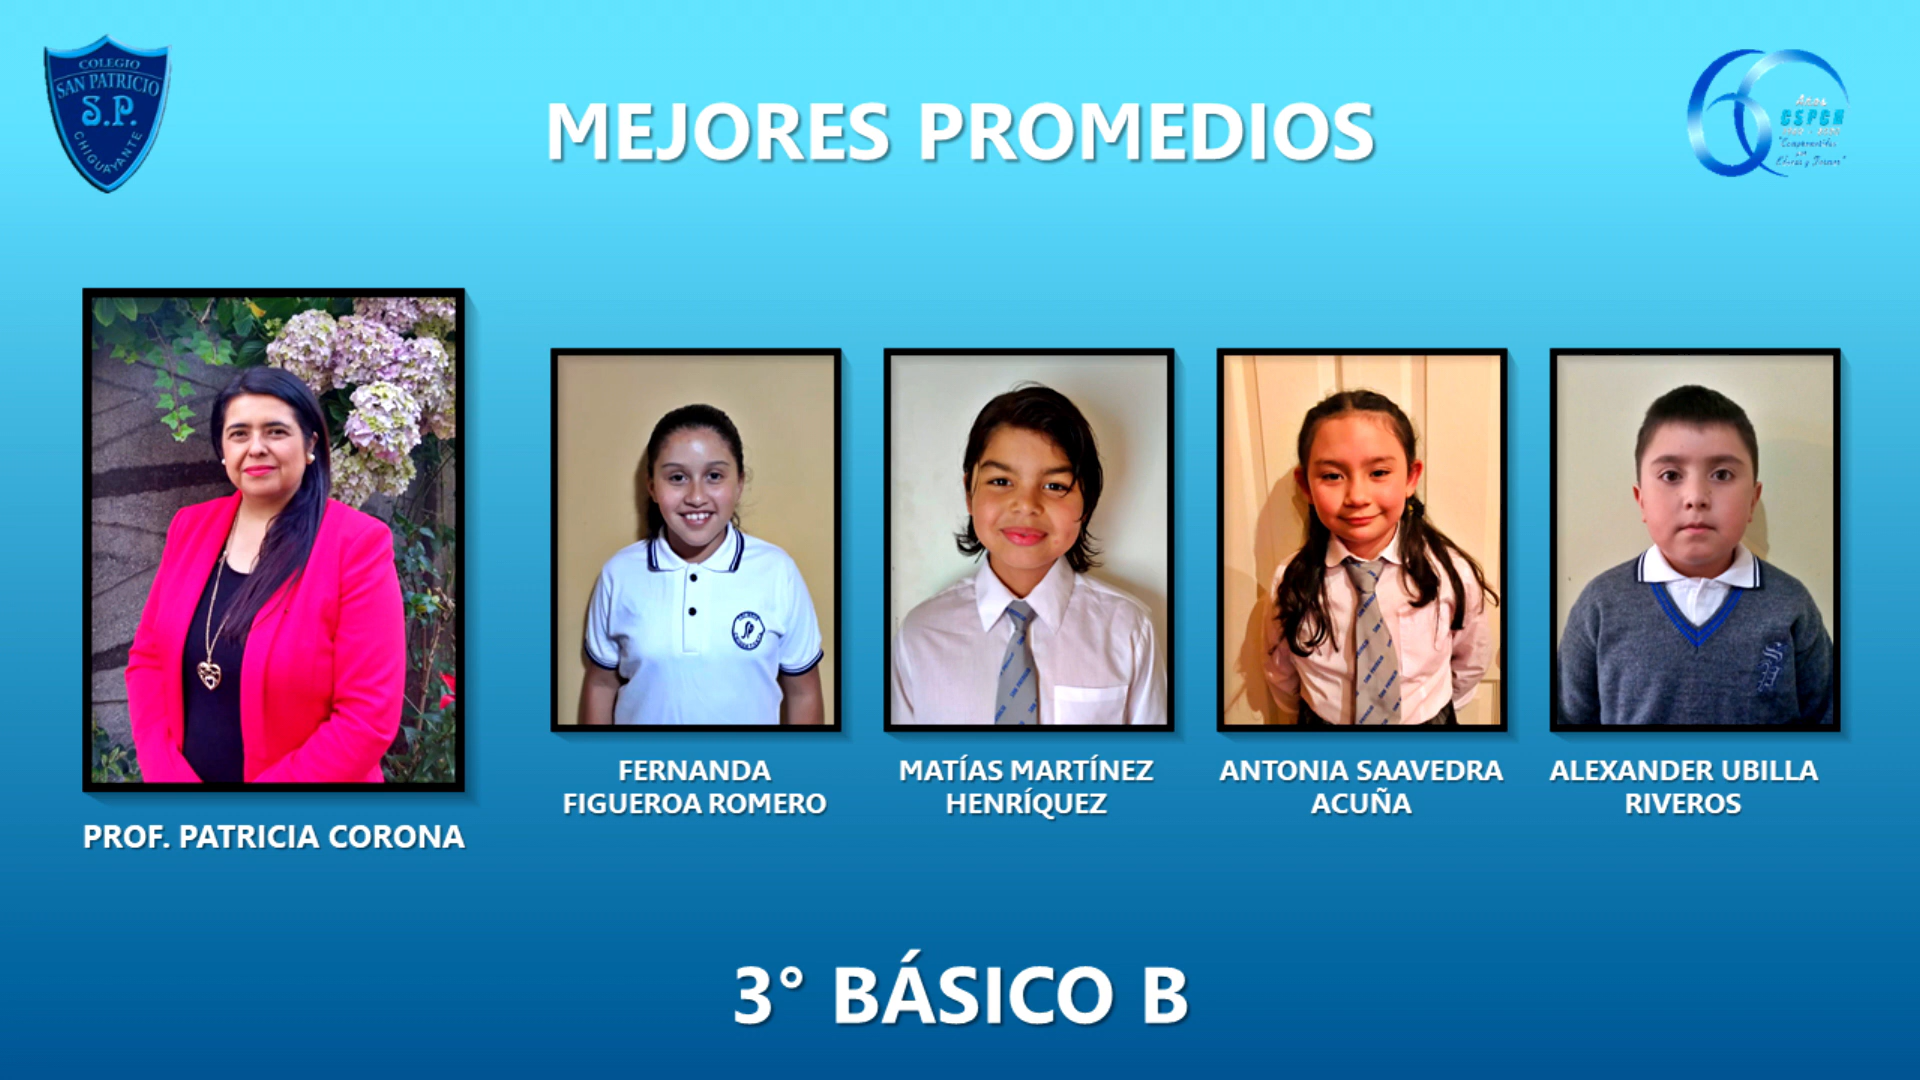 COLEGIO
SAN PATRICIO
S.P.
CHIGUAYANTE
MEJORES PROMEDIOS
Años
CSPCH
PROF. PATRICIA CORONA
FERNANDA
FIGUEROA ROMERO
MATÍAS MARTÍNEZ
HENRÍQUEZ
ANTONIA SAAVEDRA
ACUÑA
ALEXANDER UBILLA
RIVEROS
3° BÁSICO B